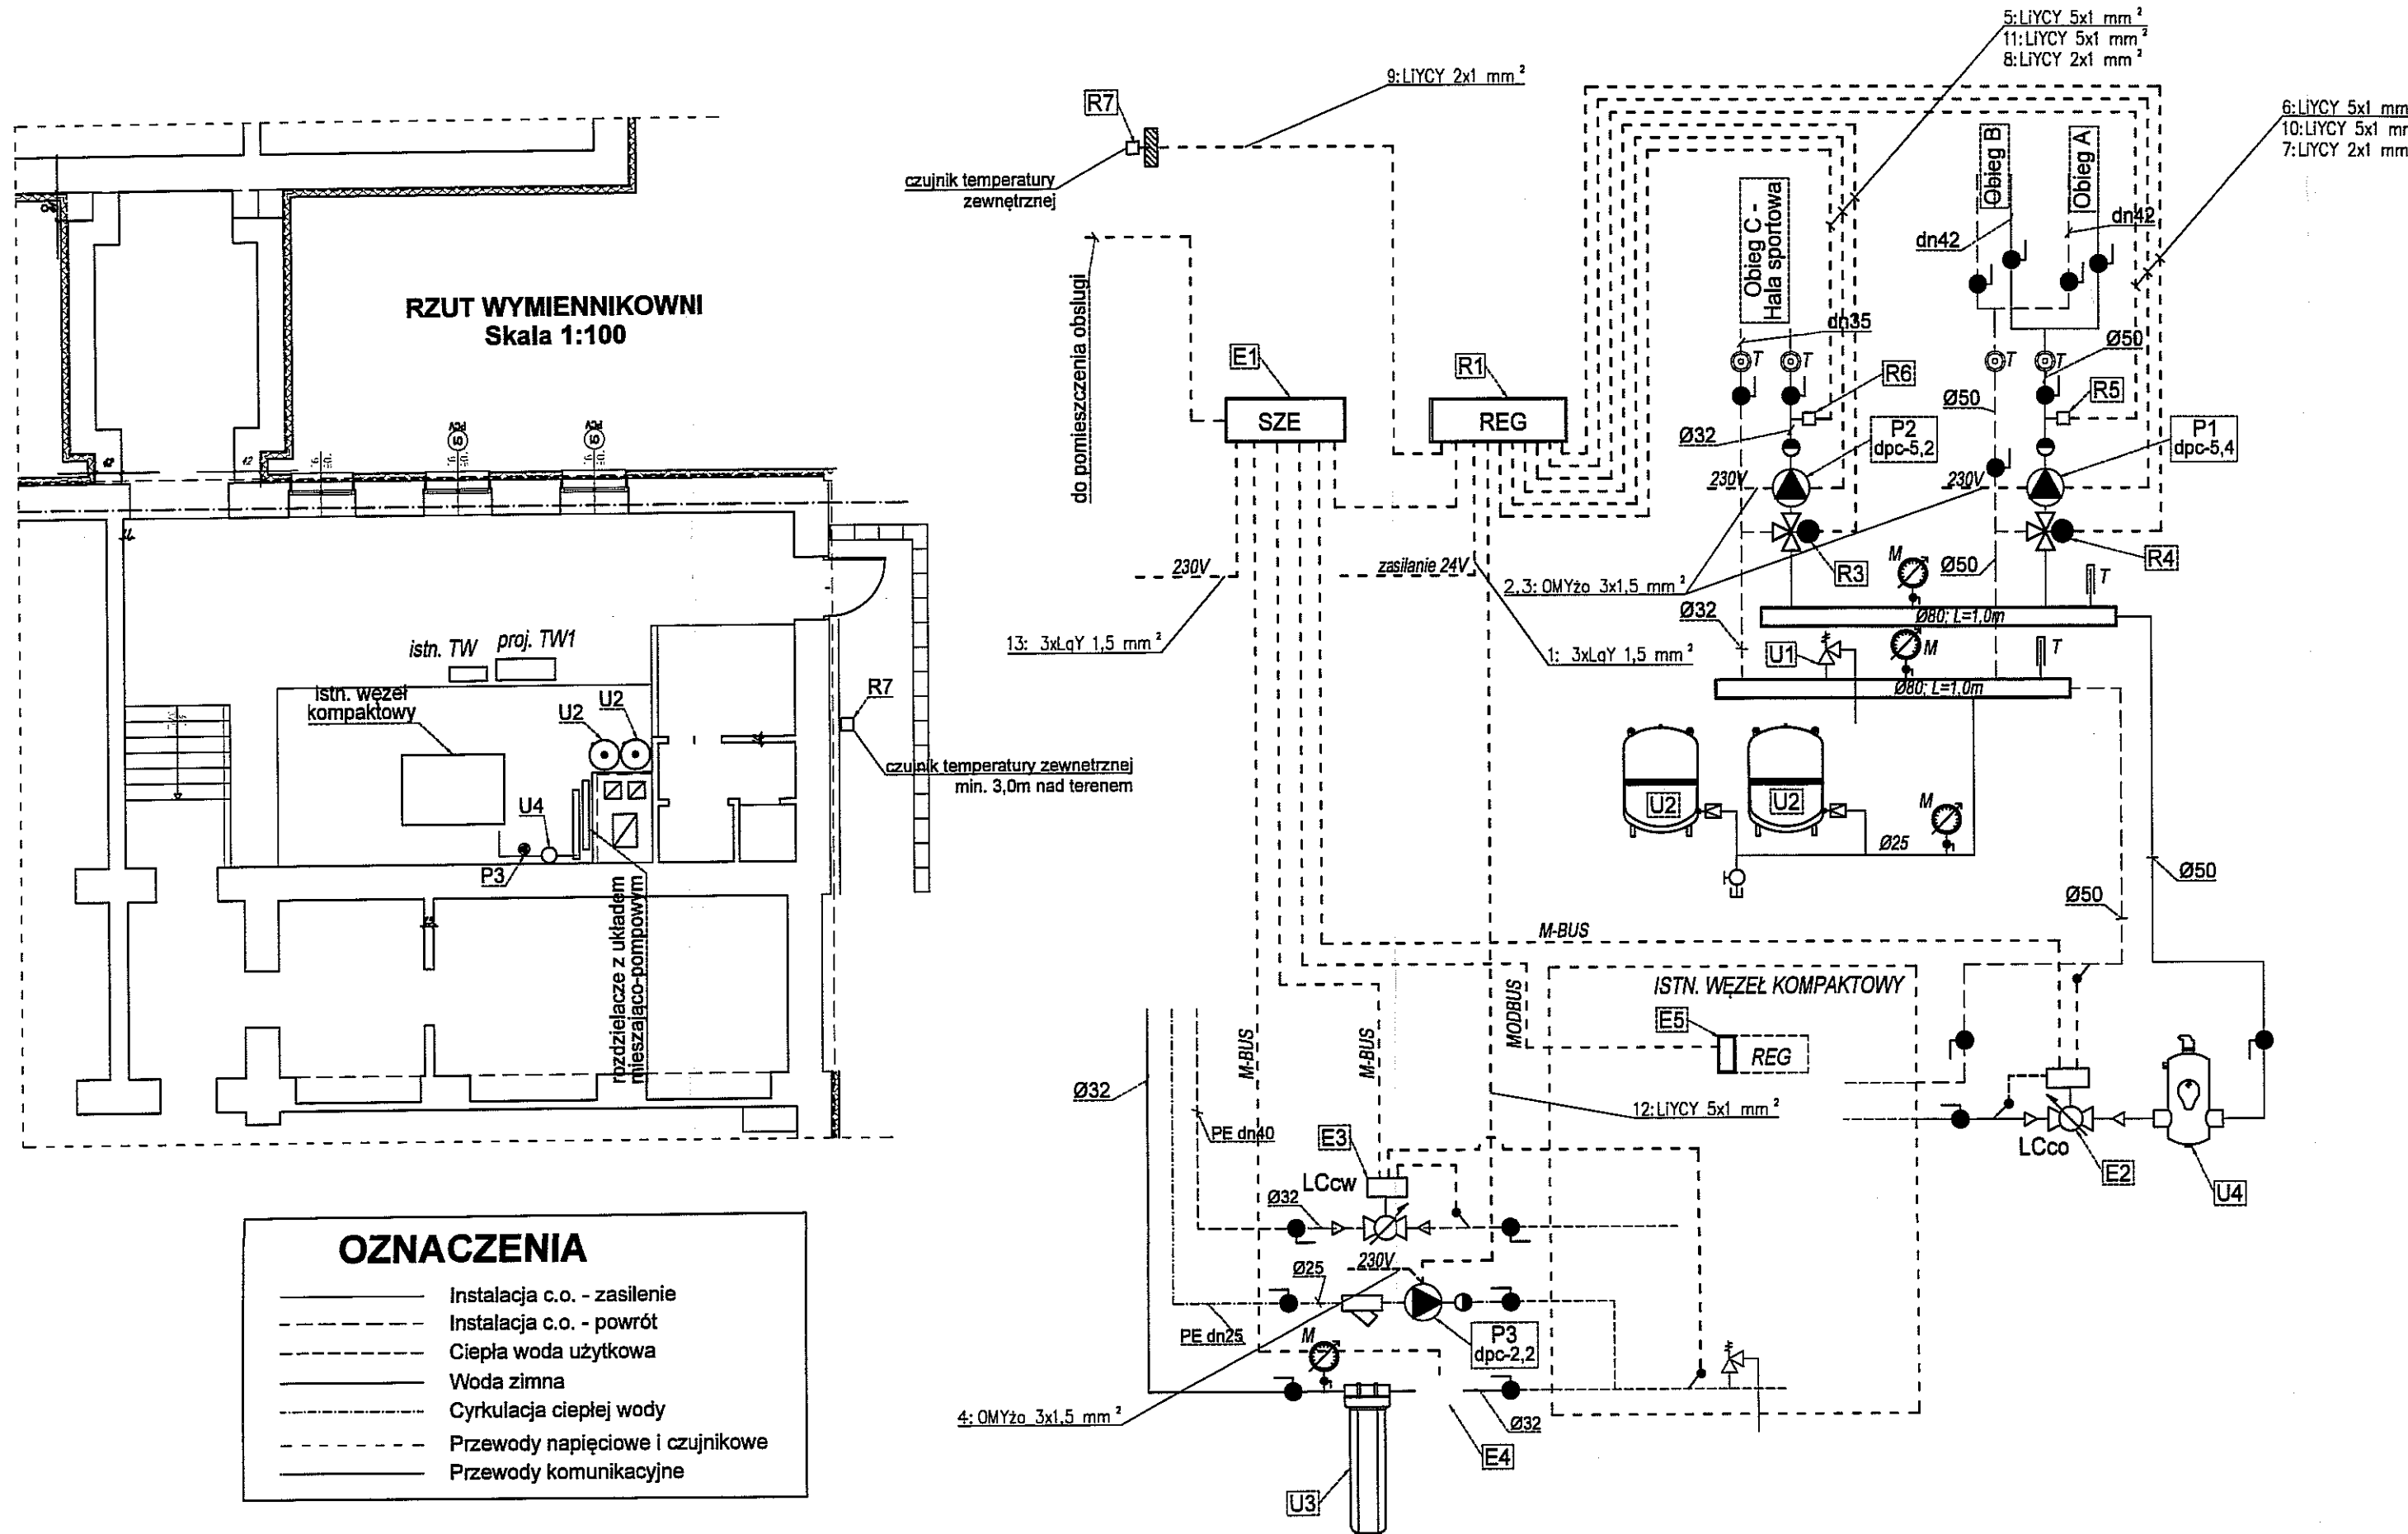 RZUT WYMIENNIKOWNI
Skala 1:100
42
42
01
PCV
01
PCV
istn. TW
proj. TW1
istn. węzeł
kompaktowy
U2
U2
R7
czujnik temperatury zewnetrznej
min. 3,0m nad terenem
U4
P3
rozdzielacze z układem
mieszająco-pompowym
OZNACZENIA
Instalacja c.o. - zasilenie
Instalacja c.o. - powrót
Ciepła woda użytkowa
Woda zimna
Cyrkulacja ciepłej wody
Przewody napięciowe i czujnikowe
Przewody komunikacyjne
R7
czujnik temperatury
zewnętrznej
9:LIYCY 2x1 mm²
do pomieszczenia obsługi
5:LIYCY 5x1 mm²
11:LIYCY 5x1 mm²
8:LIYCY 2x1 mm²
6:LIYCY 5x1 mm
10:LIYCY 5x1 mm
7:LIYCY 2x1 mm
Obieg C -
Hala sportowa
Obieg B
Obieg A
dn42
dn42
dn35
E1
SZE
R1
REG
T
T
T
T
Ø50
R6
R5
Ø50
Ø32
P2
dpc-5,2
P1
dpc-5,4
230V
230V
R3
R4
M
Ø50
T
230V
zasilanie 24V
2,3: OMYżo 3x1,5 mm²
Ø32
Ø80; L=1,0m
13: 3xLgY 1,5 mm²
1: 3xLgY 1,5 mm²
U1
M
T
Ø80; L=1,0m
U2
U2
M
Ø25
Ø50
Ø50
M-BUS
M-BUS
M-BUS
MODBUS
ISTN. WĘZEŁ KOMPAKTOWY
E5
REG
Ø32
PE dn40
12:LIYCY 5x1 mm²
E3
LCcw
Ø32
LCco
E2
U4
230V
Ø25
PE dn25
M
P3
dpc-2,2
4: OMYżo 3x1,5 mm²
Ø32
E4
U3